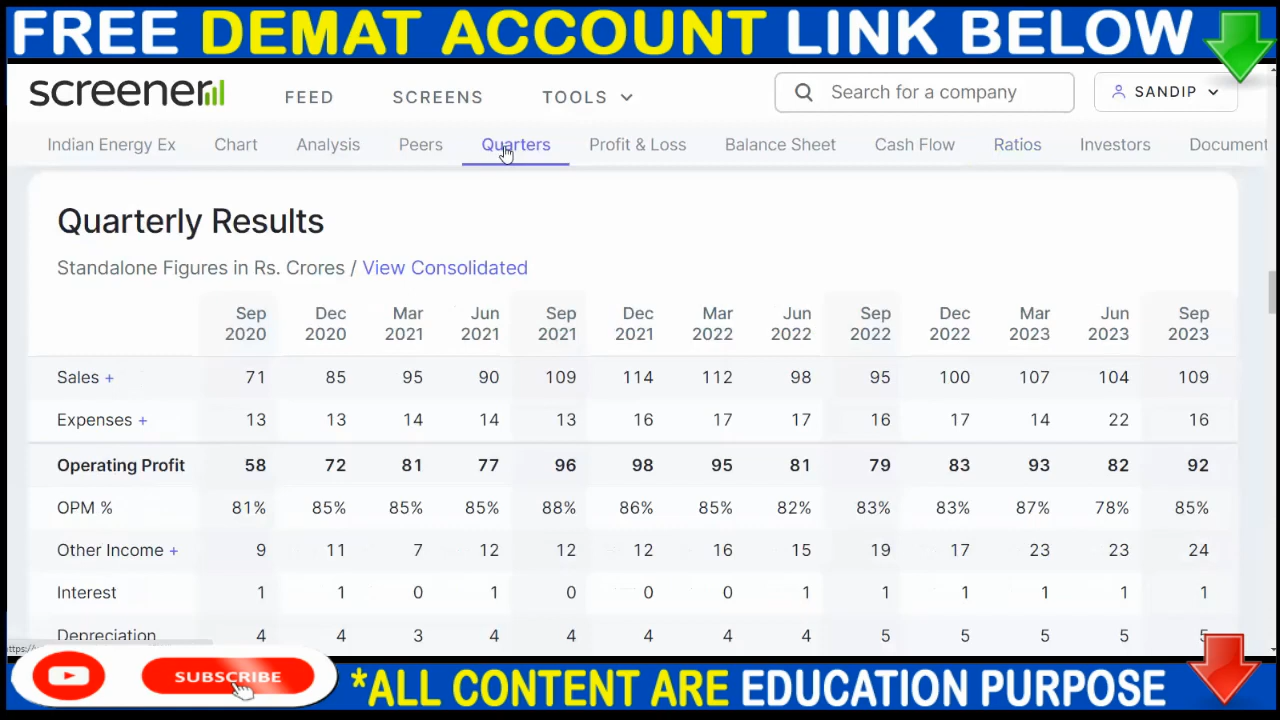 FREE DEMAT ACCOUNT LINK BELOW
screener FEED SCREENS TOOLS Search for a company SANDIP
Indian Energy Ex Chart Analysis Peers Quarters Profit & Loss Balance Sheet Cash Flow Ratios Investors Document
Quarterly Results
Standalone Figures in Rs. Crores / View Consolidated
Sep Dec Mar Jun Sep Dec Mar Jun Sep Dec Mar Jun Sep
2020 2020 2021 2021 2021 2021 2022 2022 2022 2022 2023 2023 2023
Sales + 71 85 95 90 109 114 112 98 95 100 107 104 109
Expenses + 13 13 14 14 13 16 17 17 16 17 14 22 16
Operating Profit 58 72 81 77 96 98 95 81 79 83 93 82 92
OPM % 81% 85% 85% 85% 88% 86% 85% 82% 83% 83% 87% 78% 85%
Other Income + 9 11 7 12 12 12 16 15 19 17 23 23 24
Interest 1 1 0 1 0 0 0 1 1 1 1 1 1
Depreciation 4 4 3 4 4 4 4 4 5 5 5 5 5
SUBSCRIBE
*ALL CONTENT ARE EDUCATION PURPOSE